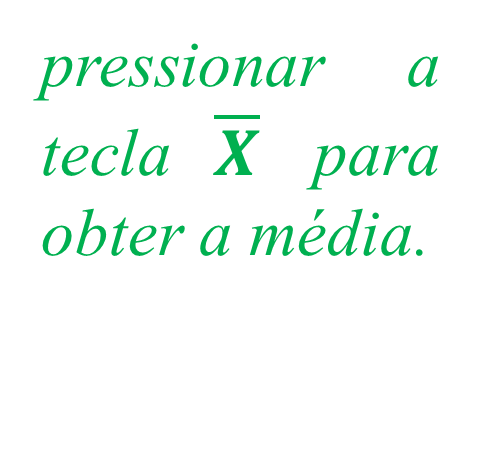 pressionar a
tecla X̅ para
obter a média.